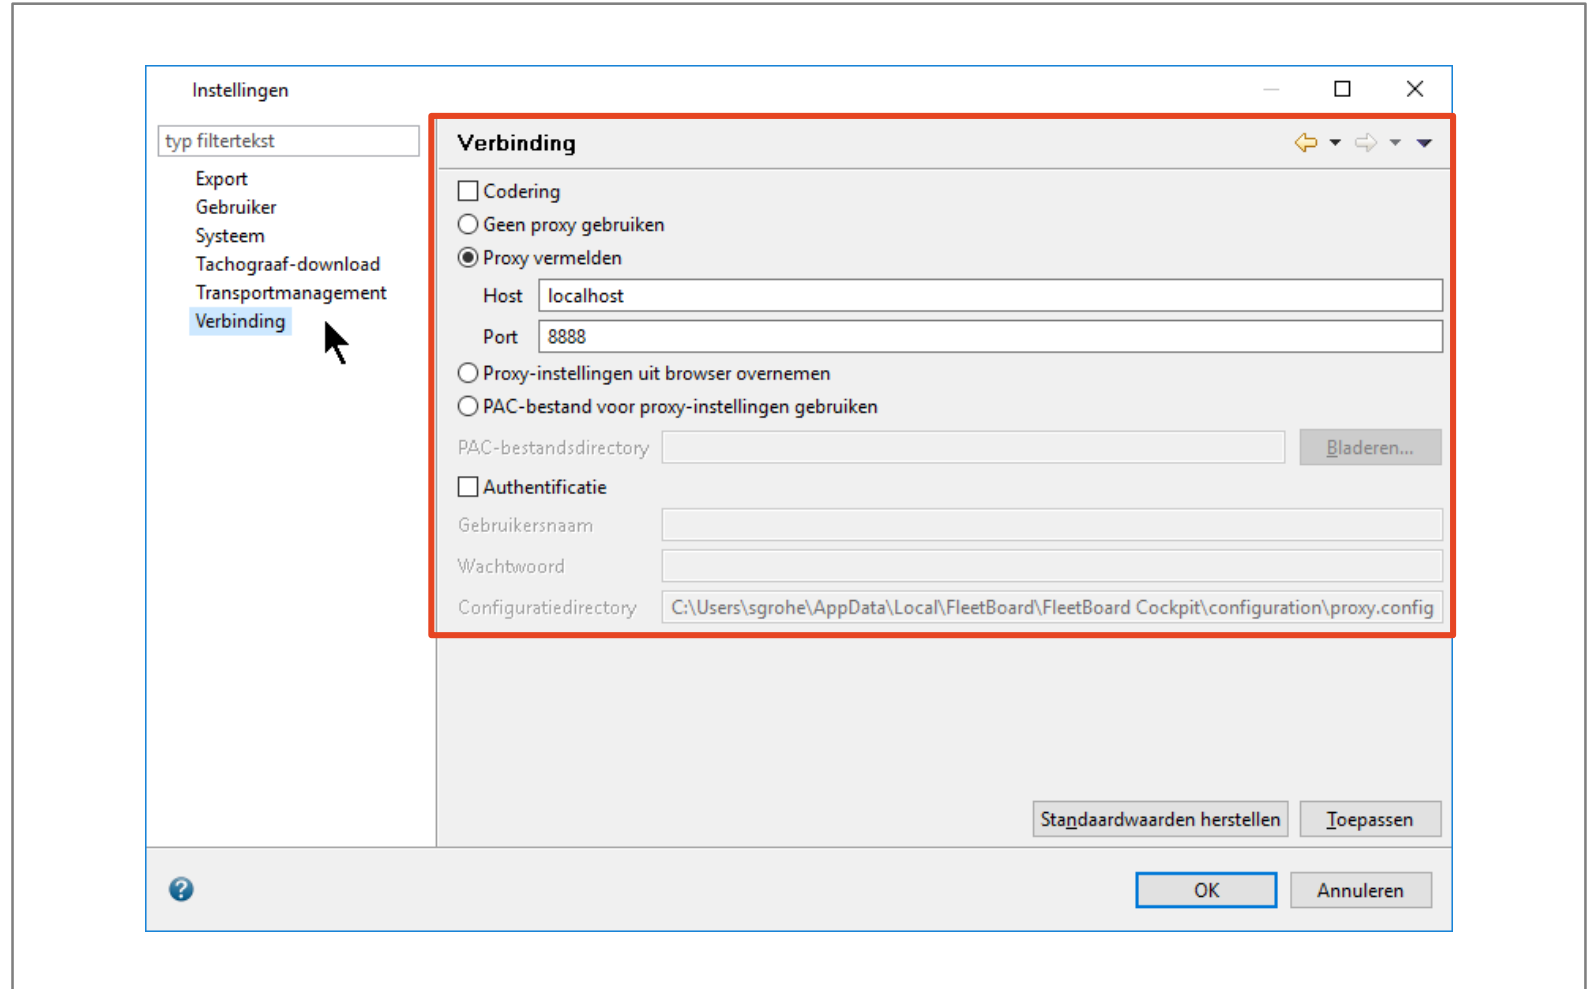 Instellingen
typ filtertekst
Export
Gebruiker
Systeem
Tachograaf-download
Transportmanagement
Verbinding
Verbinding
Codering
Geen proxy gebruiken
Proxy vermelden
Host localhost
Port 8888
Proxy-instellingen uit browser overnemen
PAC-bestand voor proxy-instellingen gebruiken
PAC-bestandsdirectory Bladeren...
Authentificatie
Gebruikersnaam
Wachtwoord
Configuratiedirectory C:\Users\sgrohe\AppData\Local\FleetBoard\FleetBoard Cockpit\configuration\proxy.config
Standaardwaarden herstellen Toepassen
? OK Annuleren